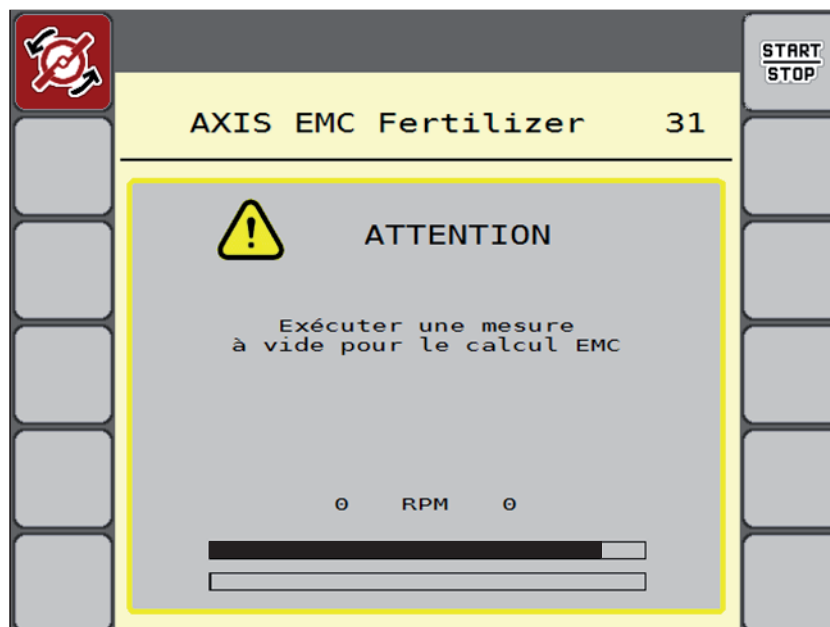 START
STOP
AXIS EMC Fertilizer 31
ATTENTION
Exécuter une mesure
à vide pour le calcul EMC
0 RPM 0